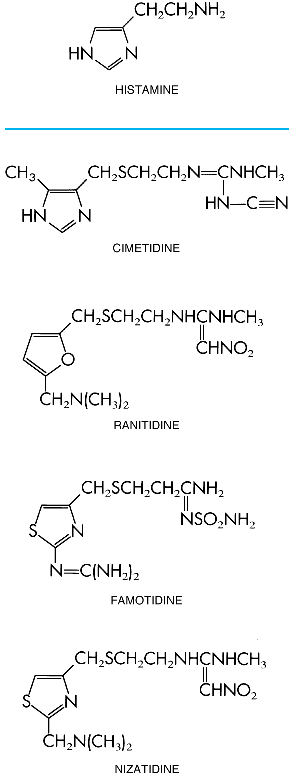 CH₂CH₂NH₂
HN N
HISTAMINE
CH₃ CH₂SCH₂CH₂N=CNHCH₃
HN N HN—C≡N
CIMETIDINE
CH₂SCH₂CH₂NHCNHCH₃
O CHNO₂
CH₂N(CH₃)₂
RANITIDINE
CH₂SCH₂CH₂CNH₂
S N NSO₂NH₂
N=C(NH₂)₂
FAMOTIDINE
CH₂SCH₂CH₂NHCNHCH₃
S N CHNO₂
CH₂N(CH₃)₂
NIZATIDINE